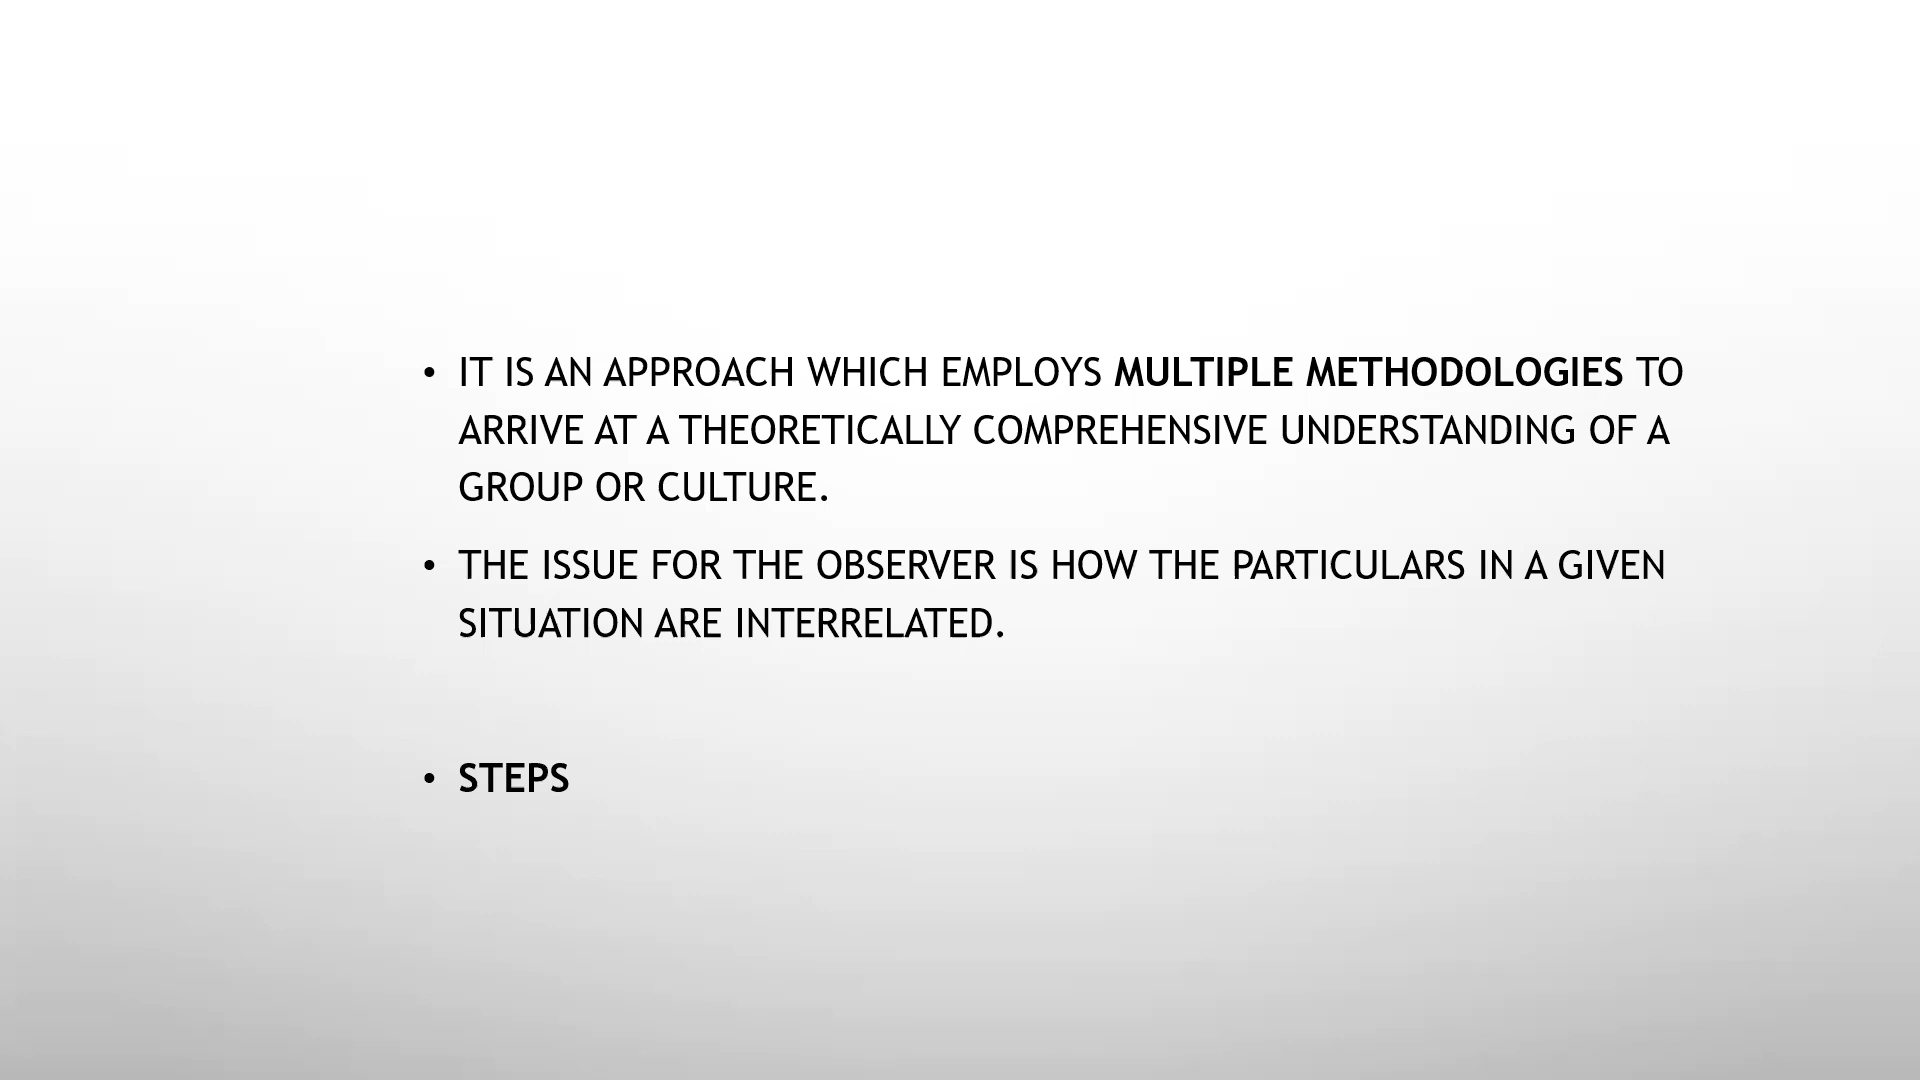 • IT IS AN APPROACH WHICH EMPLOYS MULTIPLE METHODOLOGIES TO
ARRIVE AT A THEORETICALLY COMPREHENSIVE UNDERSTANDING OF A
GROUP OR CULTURE.
• THE ISSUE FOR THE OBSERVER IS HOW THE PARTICULARS IN A GIVEN
SITUATION ARE INTERRELATED.
• STEPS